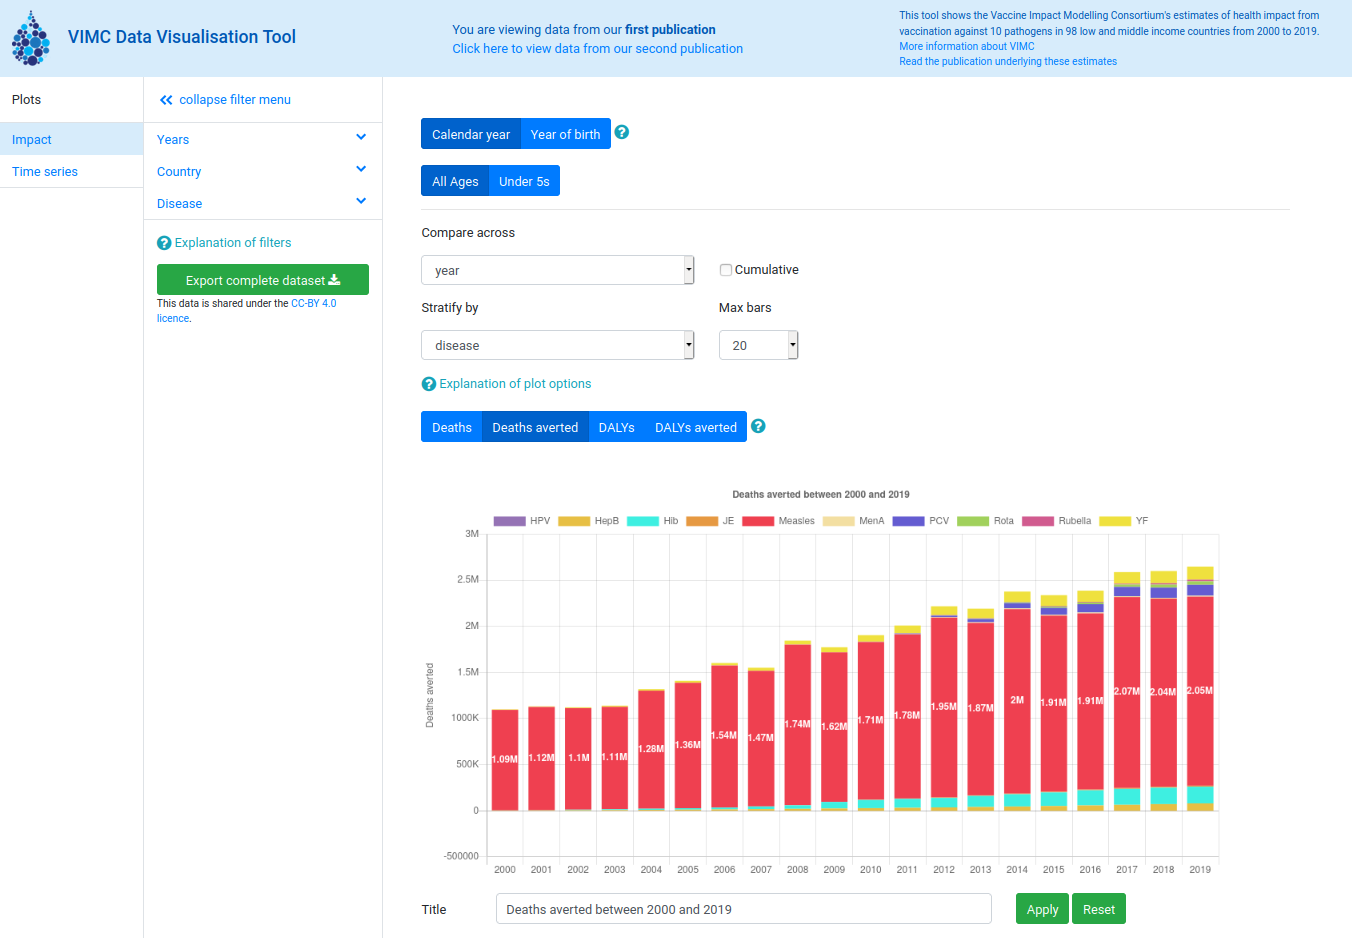 VIMC Data Visualisation Tool
You are viewing data from our first publication
Click here to view data from our second publication
This tool shows the Vaccine Impact Modelling Consortium's estimates of health impact from
vaccination against 10 pathogens in 98 low and middle income countries from 2000 to 2019.
More information about VIMC
Read the publication underlying these estimates
Plots
Impact
Time series
collapse filter menu
Years
Country
Disease
? Explanation of filters
Export complete dataset
This data is shared under the CC-BY 4.0
licence.
Calendar year Year of birth ?
All Ages Under 5s
Compare across
year Cumulative
Stratify by Max bars
disease 20
? Explanation of plot options
Deaths Deaths averted DALYs DALYs averted ?
Deaths averted between 2000 and 2019
HPV HepB Hib JE Measles MenA PCV Rota Rubella YF
3M
2.5M
2M
1.5M
1000K
500K
0
-500000
Deaths averted
1.09M 1.12M 1.1M 1.11M 1.28M 1.36M 1.54M 1.47M 1.74M 1.62M 1.71M 1.78M 1.95M 1.87M 2M 1.91M 1.91M 2.07M 2.04M 2.05M
2000 2001 2002 2003 2004 2005 2006 2007 2008 2009 2010 2011 2012 2013 2014 2015 2016 2017 2018 2019
Title Deaths averted between 2000 and 2019 Apply Reset